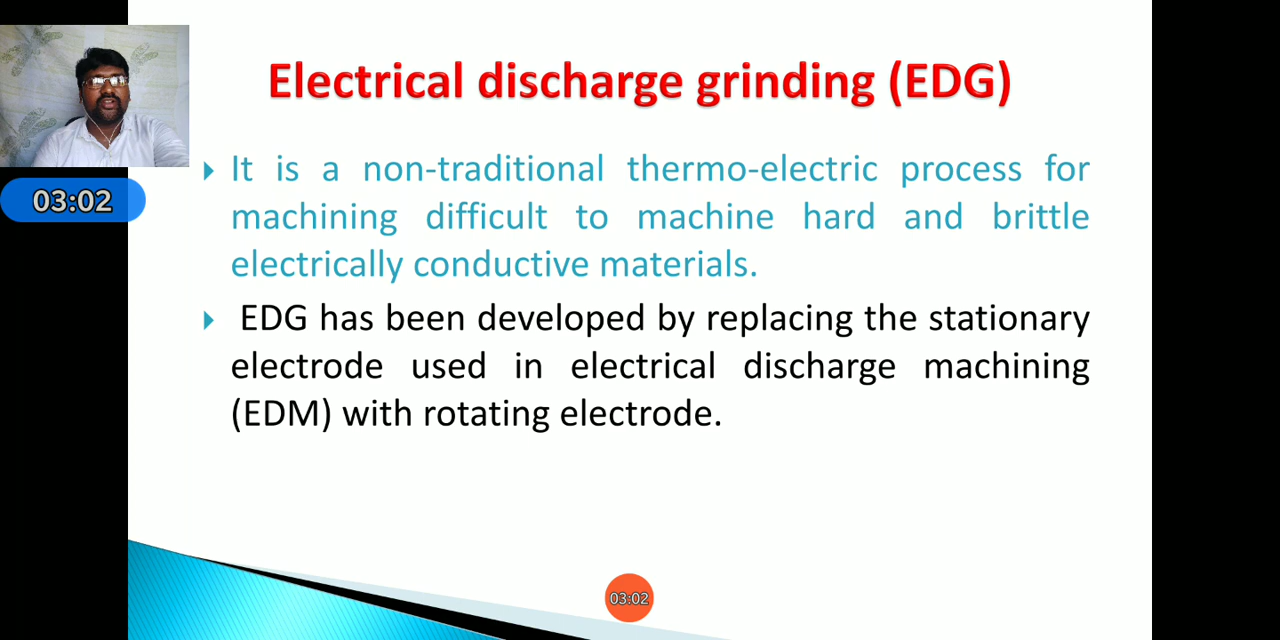 Electrical discharge grinding (EDG)
03:02
It is a non-traditional thermo-electric process for
machining difficult to machine hard and brittle
electrically conductive materials.
EDG has been developed by replacing the stationary
electrode used in electrical discharge machining
(EDM) with rotating electrode.
03:02